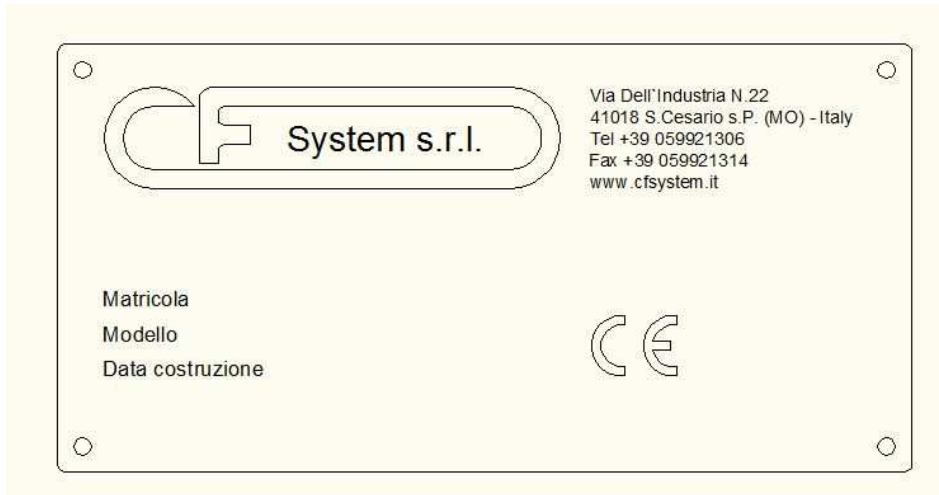 CF System s.r.l.
Via Dell`Industria N.22
41018 S.Cesario s.P. (MO) - Italy
Tel +39 059921306
Fax +39 059921314
www.cfsystem.it
Matricola
Modello
Data costruzione
CE